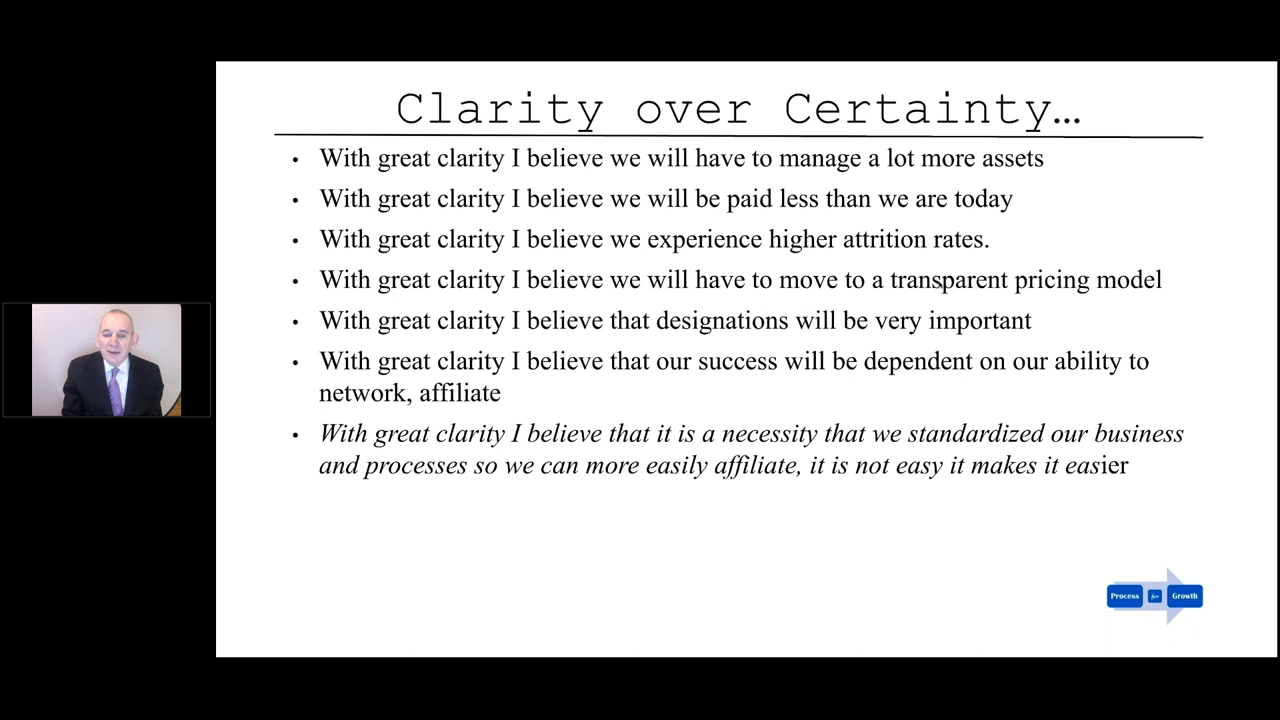 Clarity over Certainty…
• With great clarity I believe we will have to manage a lot more assets
• With great clarity I believe we will be paid less than we are today
• With great clarity I believe we experience higher attrition rates.
• With great clarity I believe we will have to move to a transparent pricing model
• With great clarity I believe that designations will be very important
• With great clarity I believe that our success will be dependent on our ability to
network, affiliate
• With great clarity I believe that it is a necessity that we standardized our business
and processes so we can more easily affiliate, it is not easy it makes it easier
Process for Growth